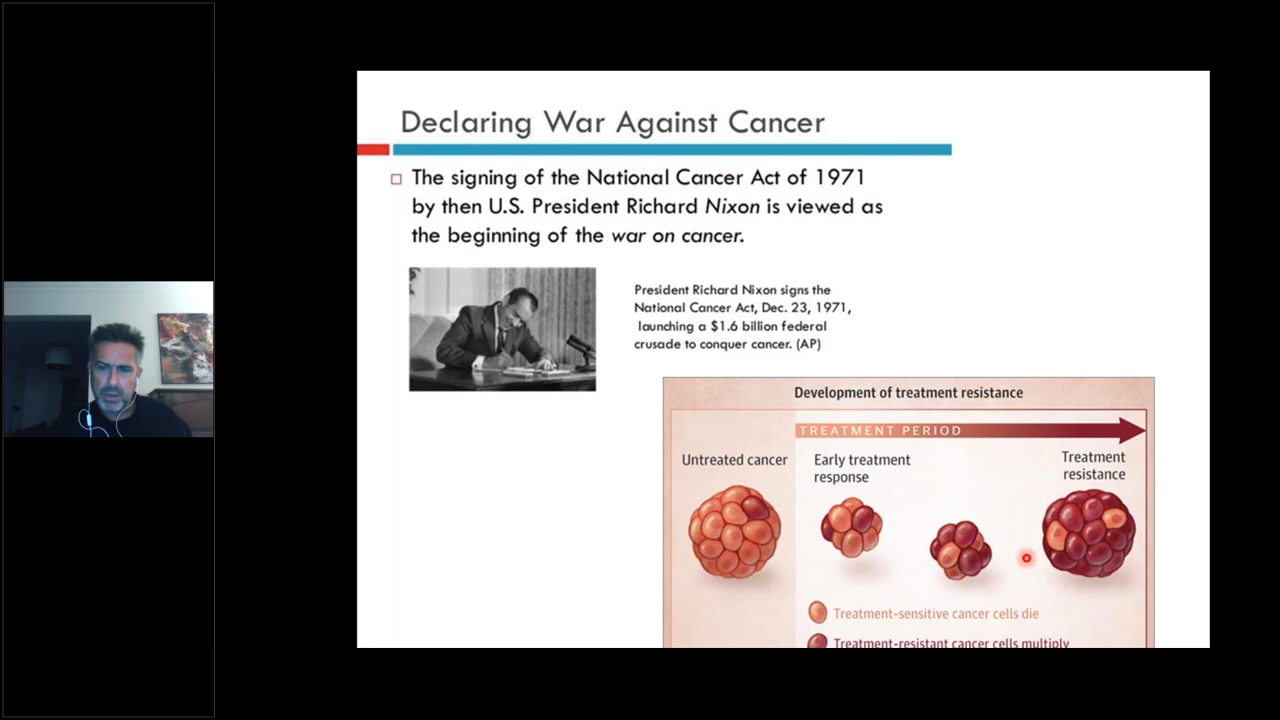 Declaring War Against Cancer
The signing of the National Cancer Act of 1971
by then U.S. President Richard Nixon is viewed as
the beginning of the war on cancer.
President Richard Nixon signs the
National Cancer Act, Dec. 23, 1971,
launching a $1.6 billion federal
crusade to conquer cancer. (AP)
Development of treatment resistance
TREATMENT PERIOD
Untreated cancer
Early treatment
response
Treatment
resistance
Treatment-sensitive cancer cells die
Treatment-resistant cancer cells multiply